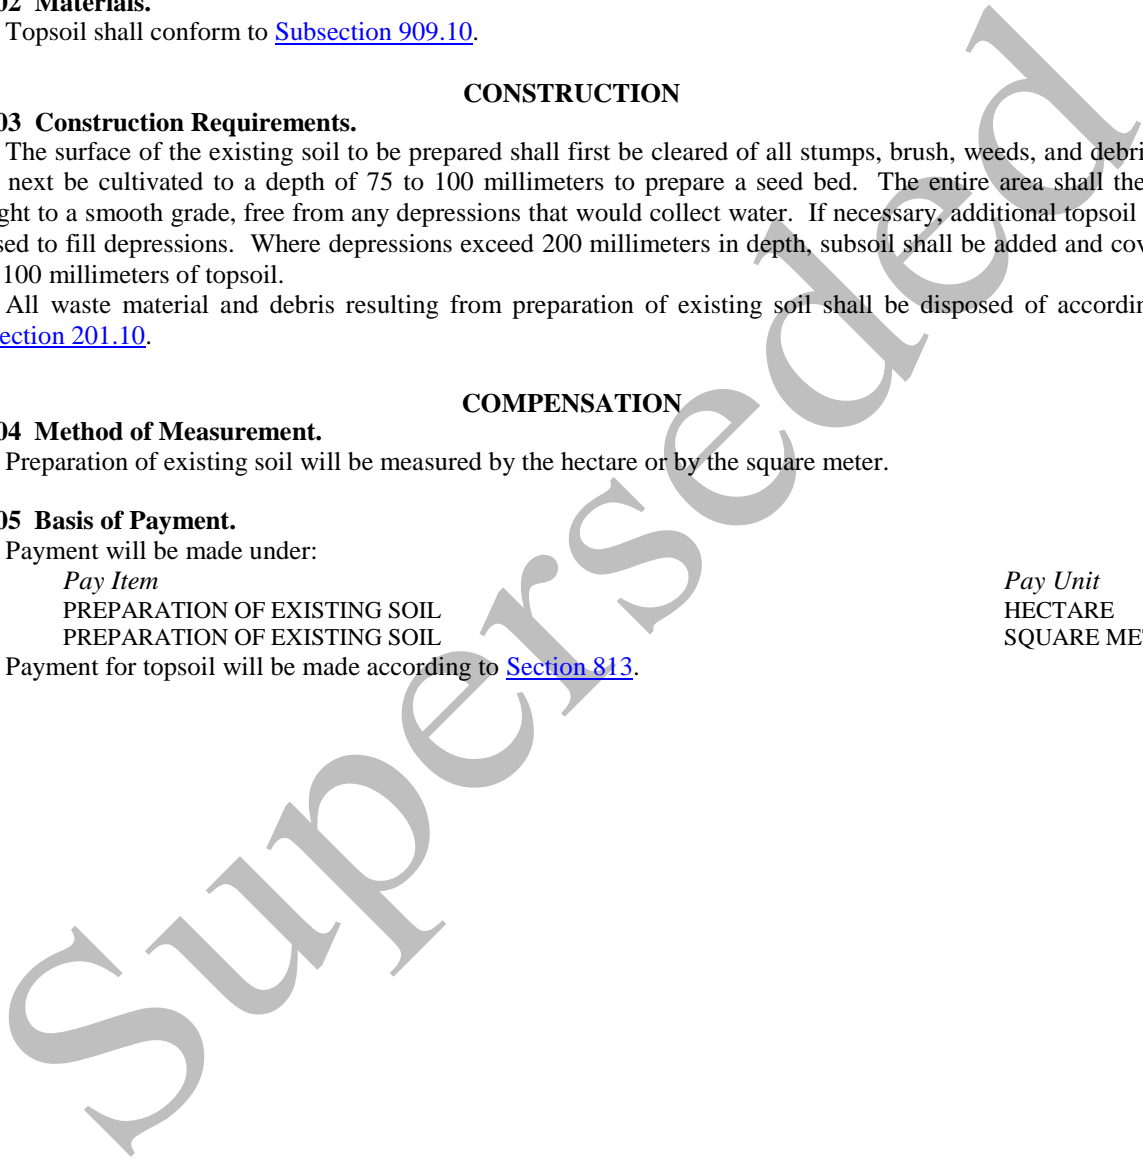 02 Materials.
Topsoil shall conform to Subsection 909.10.
CONSTRUCTION
03 Construction Requirements.
The surface of the existing soil to be prepared shall first be cleared of all stumps, brush, weeds, and debri
next be cultivated to a depth of 75 to 100 millimeters to prepare a seed bed. The entire area shall the
ght to a smooth grade, free from any depressions that would collect water. If necessary, additional topsoil
sed to fill depressions. Where depressions exceed 200 millimeters in depth, subsoil shall be added and cov
100 millimeters of topsoil.
All waste material and debris resulting from preparation of existing soil shall be disposed of accordin
ection 201.10.
COMPENSATION
04 Method of Measurement.
Preparation of existing soil will be measured by the hectare or by the square meter.
05 Basis of Payment.
Payment will be made under:
Pay Item Pay Unit
PREPARATION OF EXISTING SOIL HECTARE
PREPARATION OF EXISTING SOIL SQUARE ME
Payment for topsoil will be made according to Section 813.
Superseded